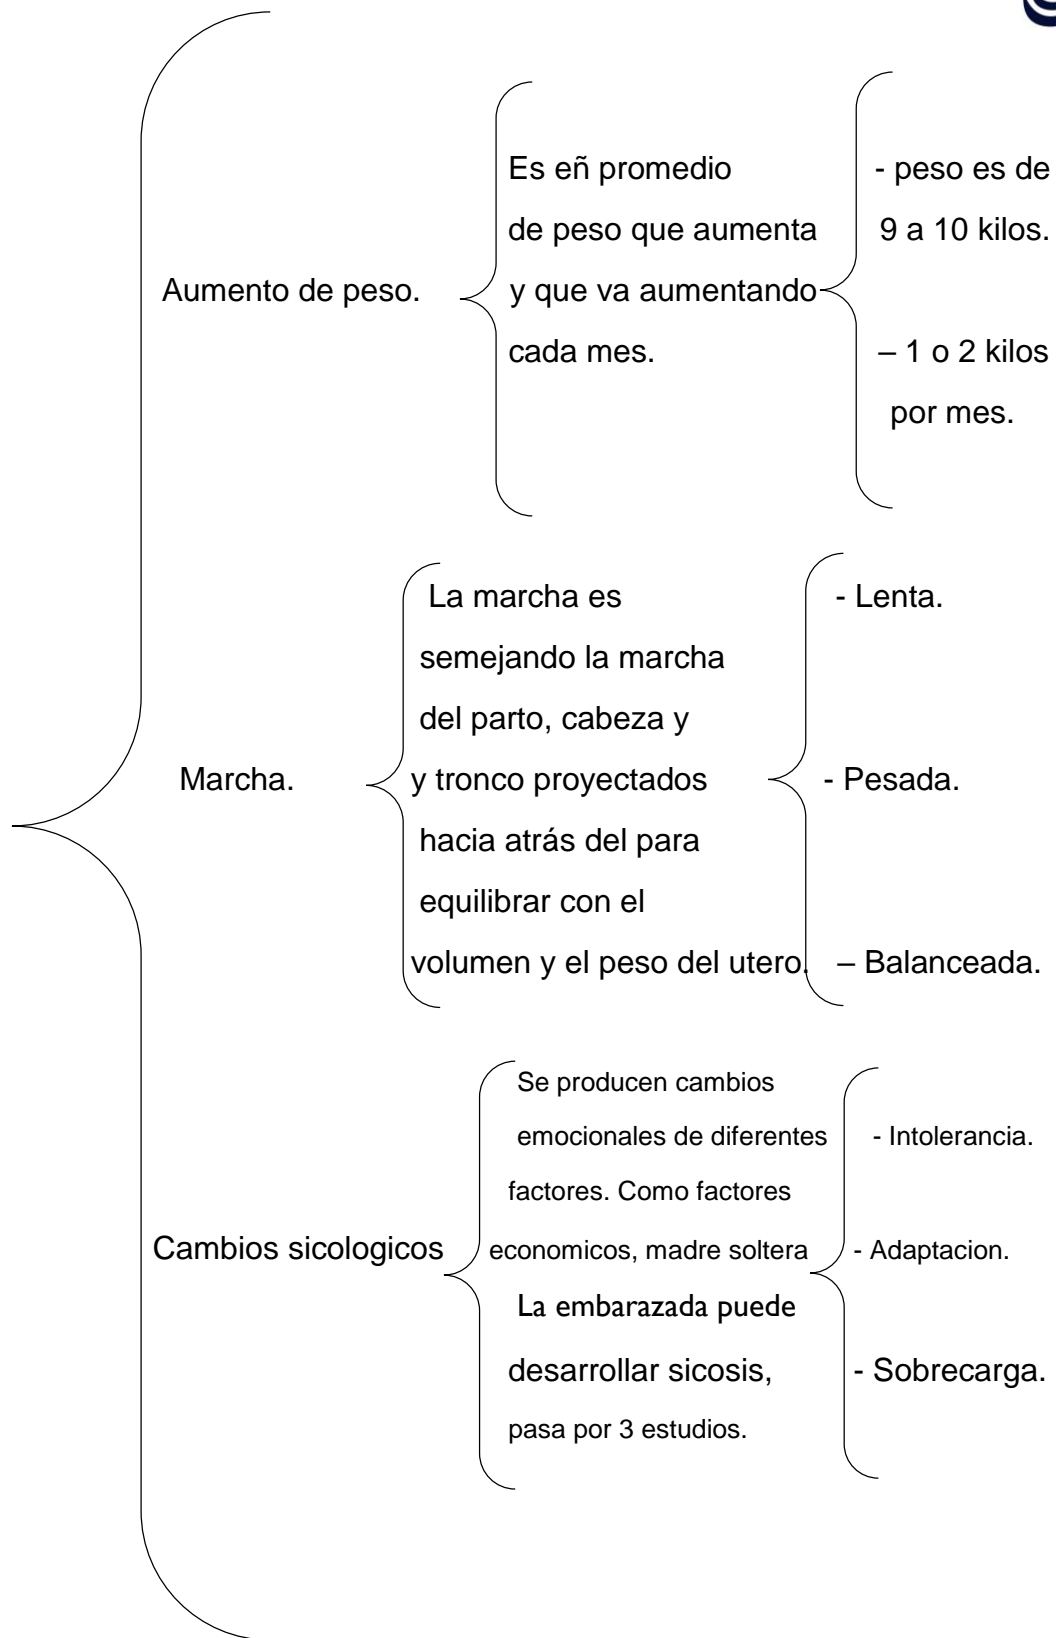 Aumento de peso.
Es eñ promedio
de peso que aumenta
y que va aumentando
cada mes.
- peso es de
9 a 10 kilos.
– 1 o 2 kilos
por mes.
Marcha.
La marcha es
semejando la marcha
del parto, cabeza y
y tronco proyectados
hacia atrás del para
equilibrar con el
volumen y el peso del utero.
- Lenta.
- Pesada.
– Balanceada.
Cambios sicologicos
Se producen cambios
emocionales de diferentes
factores. Como factores
economicos, madre soltera
La embarazada puede
desarrollar sicosis,
pasa por 3 estudios.
- Intolerancia.
- Adaptacion.
- Sobrecarga.